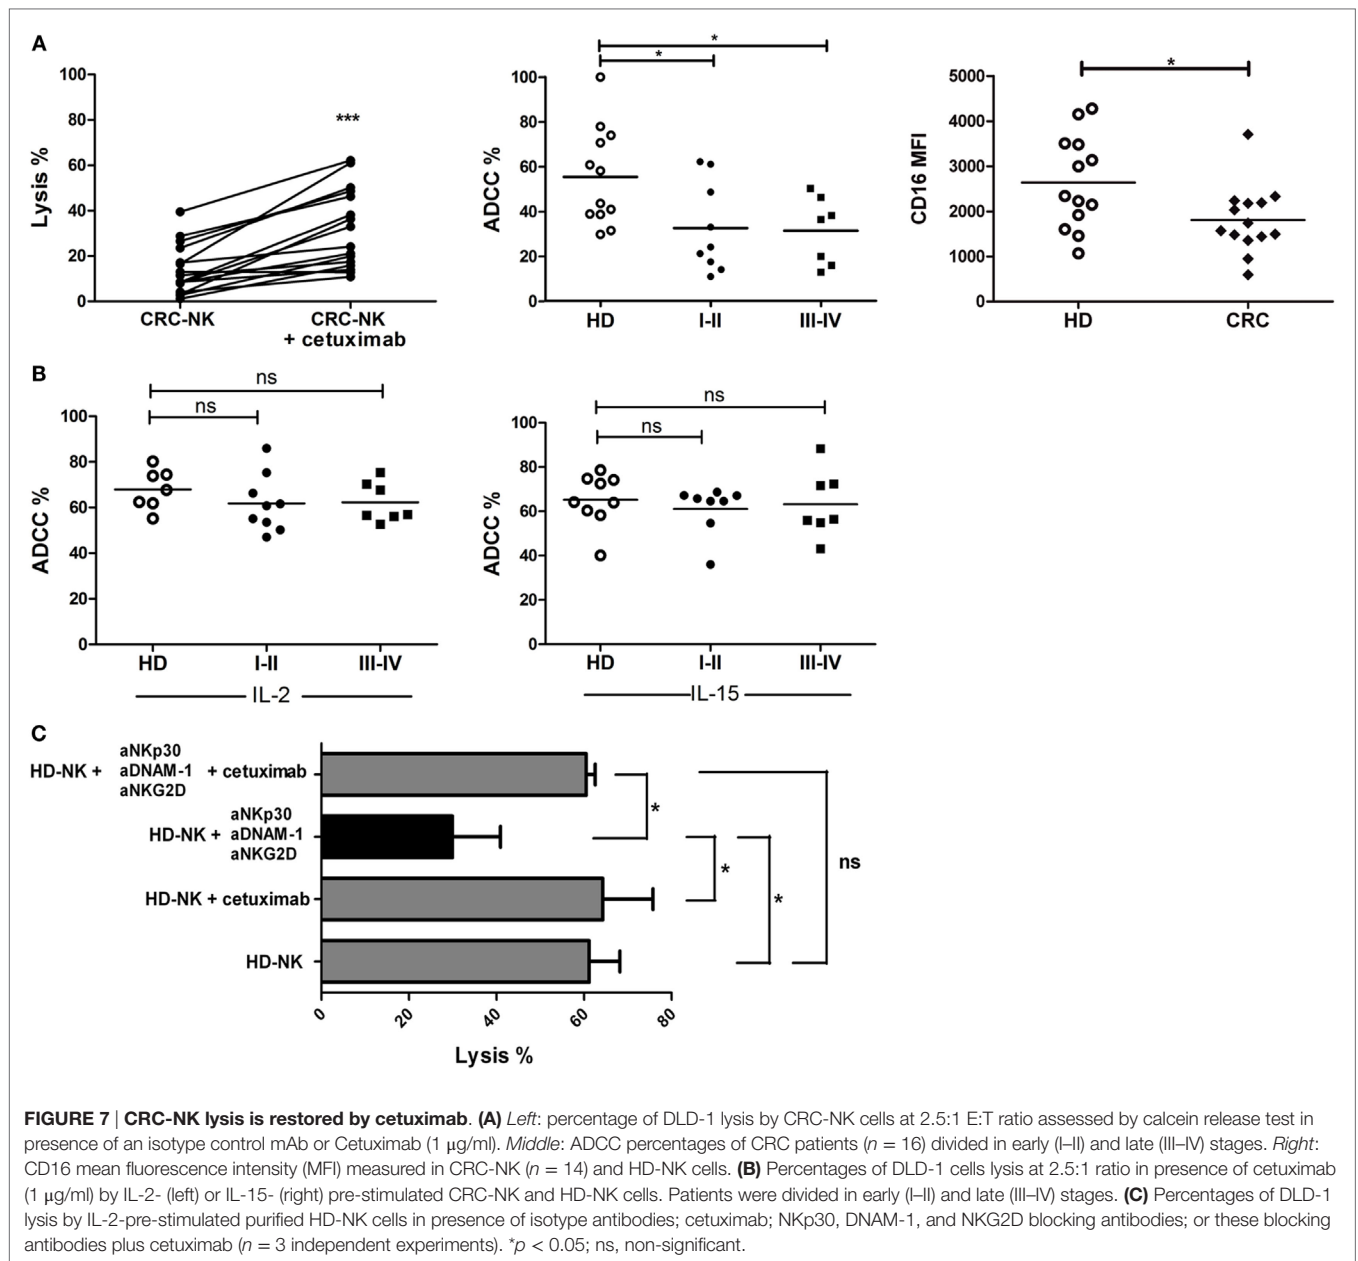 A
Lysis %
100
80
60
40
20
0
***
CRC-NK
CRC-NK
+ cetuximab
ADCC %
100
80
60
40
20
0
*
*
HD
I-II
III-IV
CD16 MFI
5000
4000
3000
2000
1000
0
*
HD
CRC
B
ADCC %
100
80
60
40
20
0
ns
ns
HD
I-II
III-IV
IL-2
ADCC %
100
80
60
40
20
0
ns
ns
HD
I-II
III-IV
IL-15
C
aNKp30
HD-NK + aDNAM-1 + cetuximab
aNKG2D
aNKp30
HD-NK + aDNAM-1
aNKG2D
HD-NK + cetuximab
HD-NK
*
*
*
ns
0 20 40 60 80
Lysis %
FIGURE 7 | CRC-NK lysis is restored by cetuximab. (A) Left: percentage of DLD-1 lysis by CRC-NK cells at 2.5:1 E:T ratio assessed by calcein release test in
presence of an isotype control mAb or Cetuximab (1 μg/ml). Middle: ADCC percentages of CRC patients (n = 16) divided in early (I–II) and late (III–IV) stages. Right:
CD16 mean fluorescence intensity (MFI) measured in CRC-NK (n = 14) and HD-NK cells. (B) Percentages of DLD-1 cells lysis at 2.5:1 ratio in presence of cetuximab
(1 μg/ml) by IL-2- (left) or IL-15- (right) pre-stimulated CRC-NK and HD-NK cells. Patients were divided in early (I–II) and late (III–IV) stages. (C) Percentages of DLD-1
lysis by IL-2-pre-stimulated purified HD-NK cells in presence of isotype antibodies; cetuximab; NKp30, DNAM-1, and NKG2D blocking antibodies; or these blocking
antibodies plus cetuximab (n = 3 independent experiments). *p < 0.05; ns, non-significant.